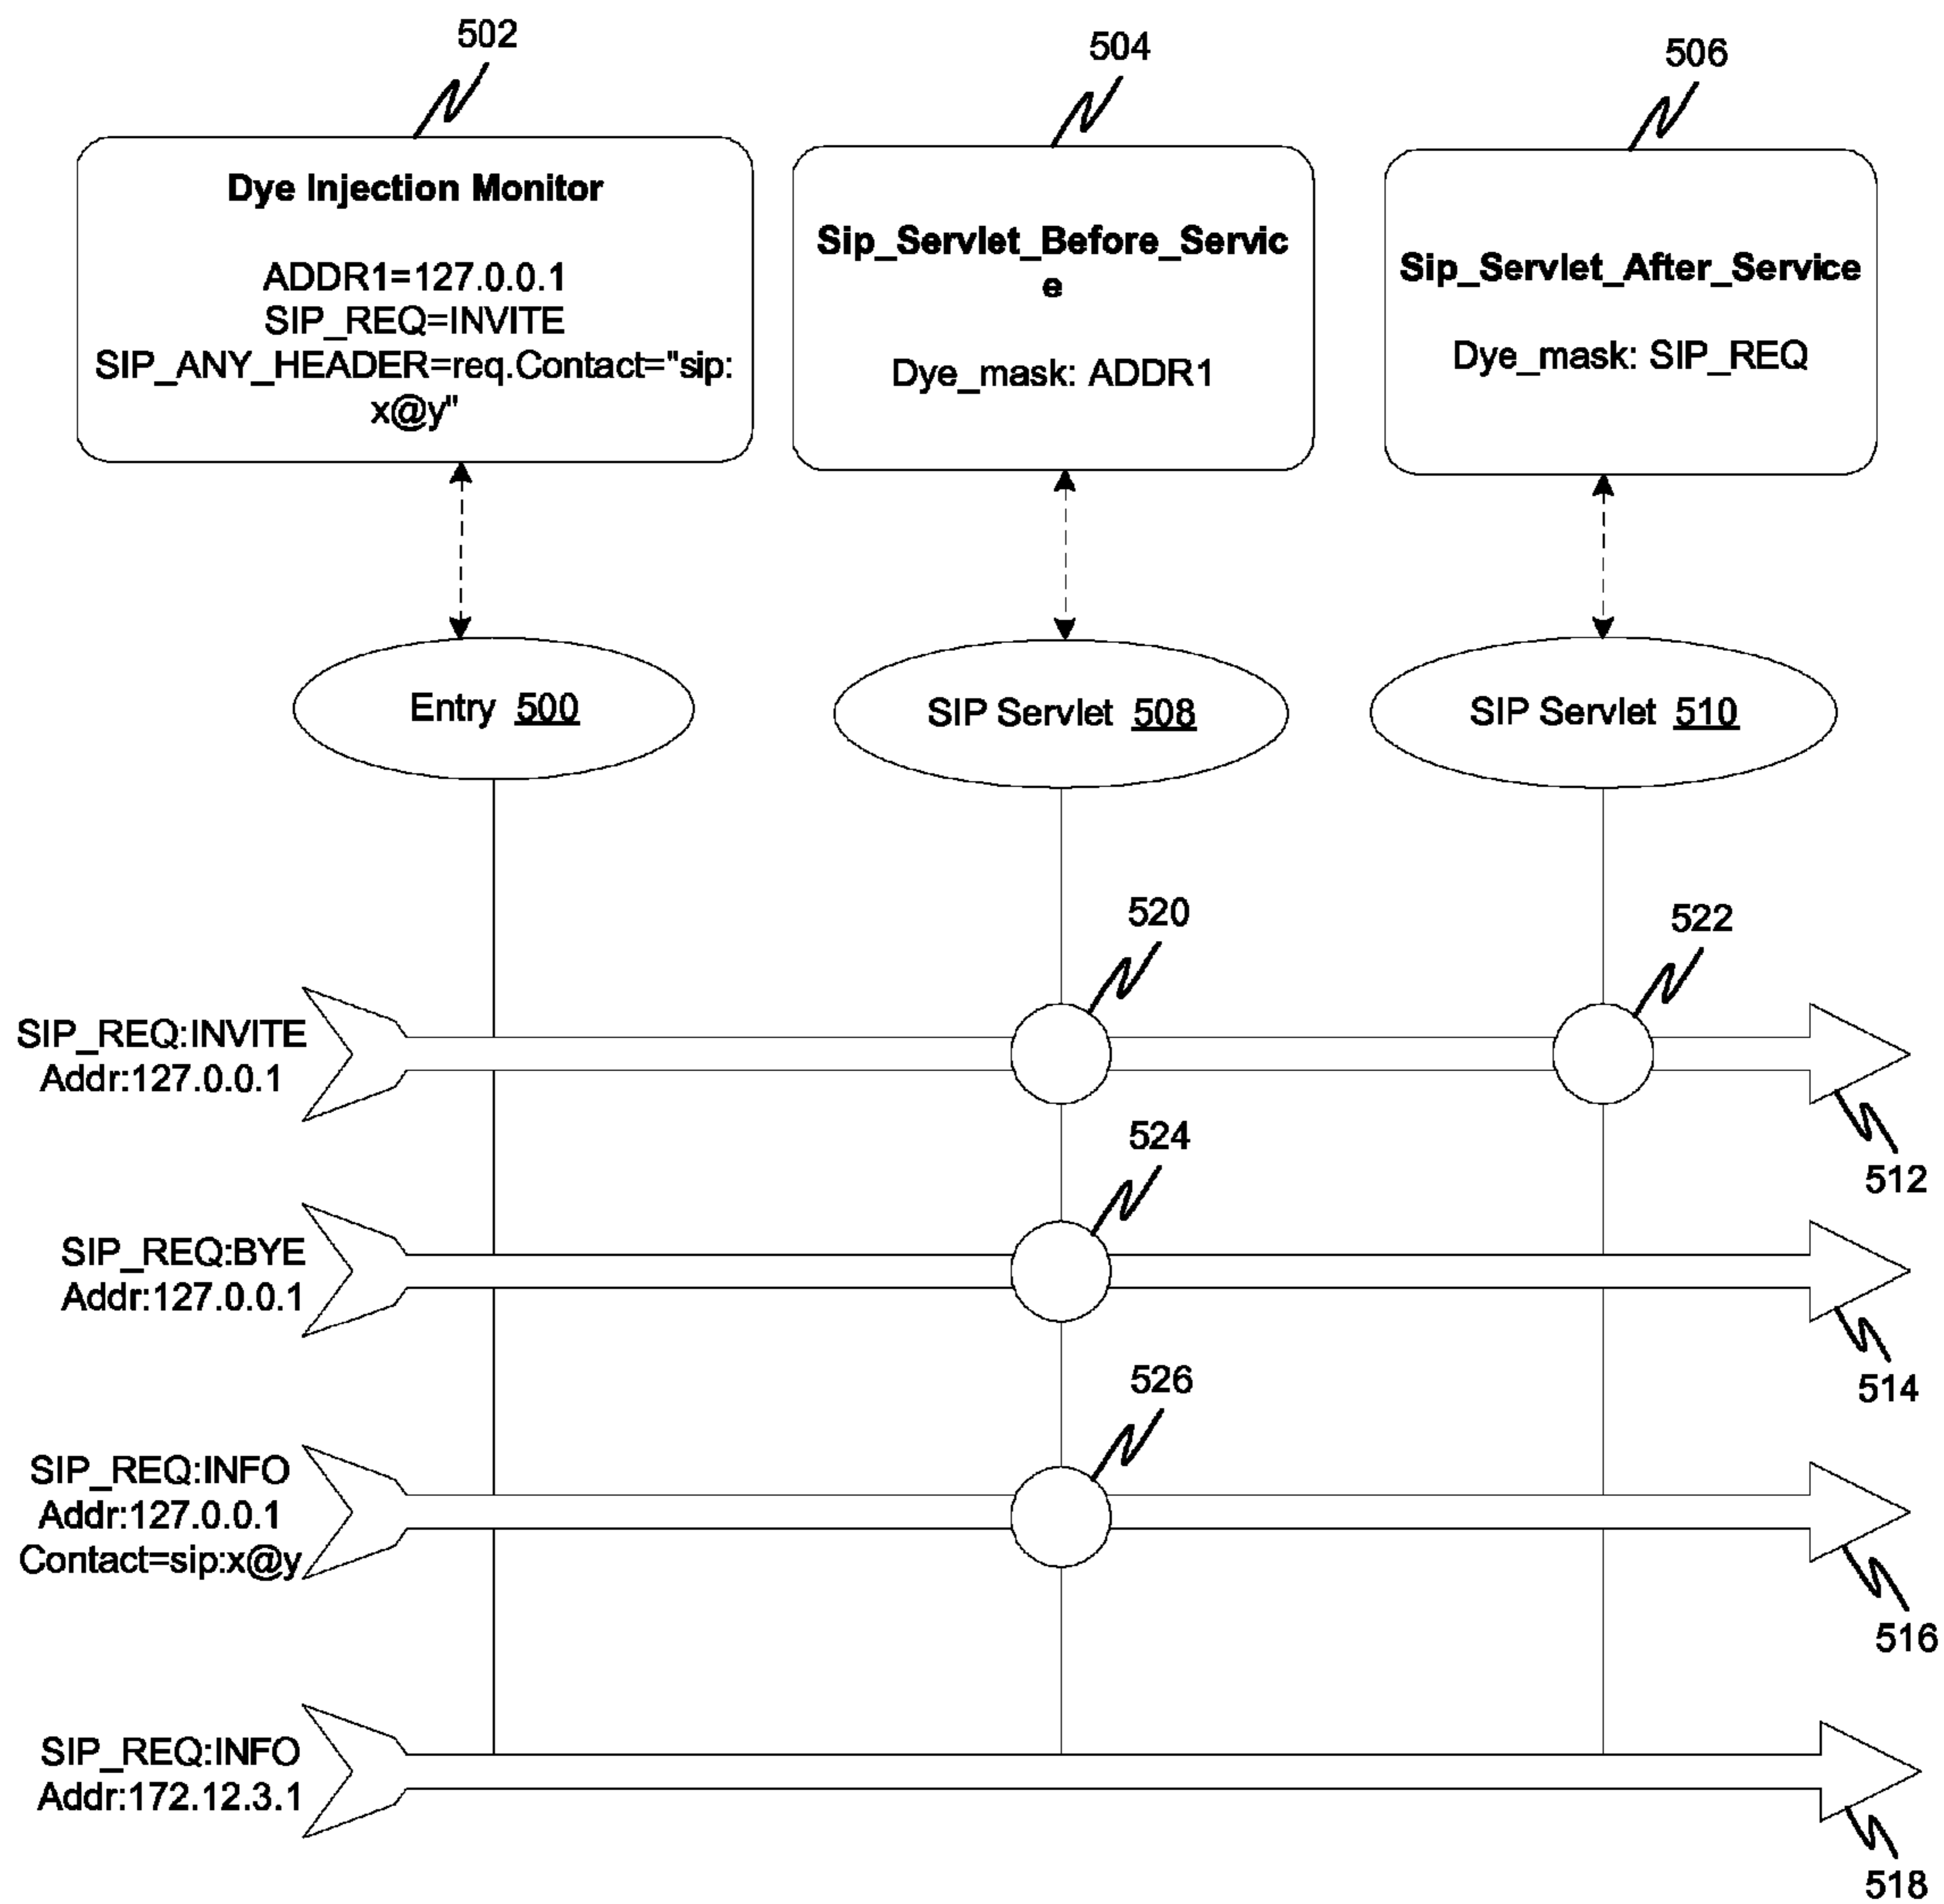 502
504
506
Dye Injection Monitor
ADDR1=127.0.0.1
SIP_REQ=INVITE
SIP_ANY_HEADER=req.Contact="sip:
x@y"
Sip_Servlet_Before_Servic
e
Dye_mask: ADDR1
Sip_Servlet_After_Service
Dye_mask: SIP_REQ
Entry 500
SIP Servlet 508
SIP Servlet 510
520
522
SIP_REQ:INVITE
Addr:127.0.0.1
512
524
SIP_REQ:BYE
Addr:127.0.0.1
514
526
SIP_REQ:INFO
Addr:127.0.0.1
Contact=sip:x@y
516
SIP_REQ:INFO
Addr:172.12.3.1
518